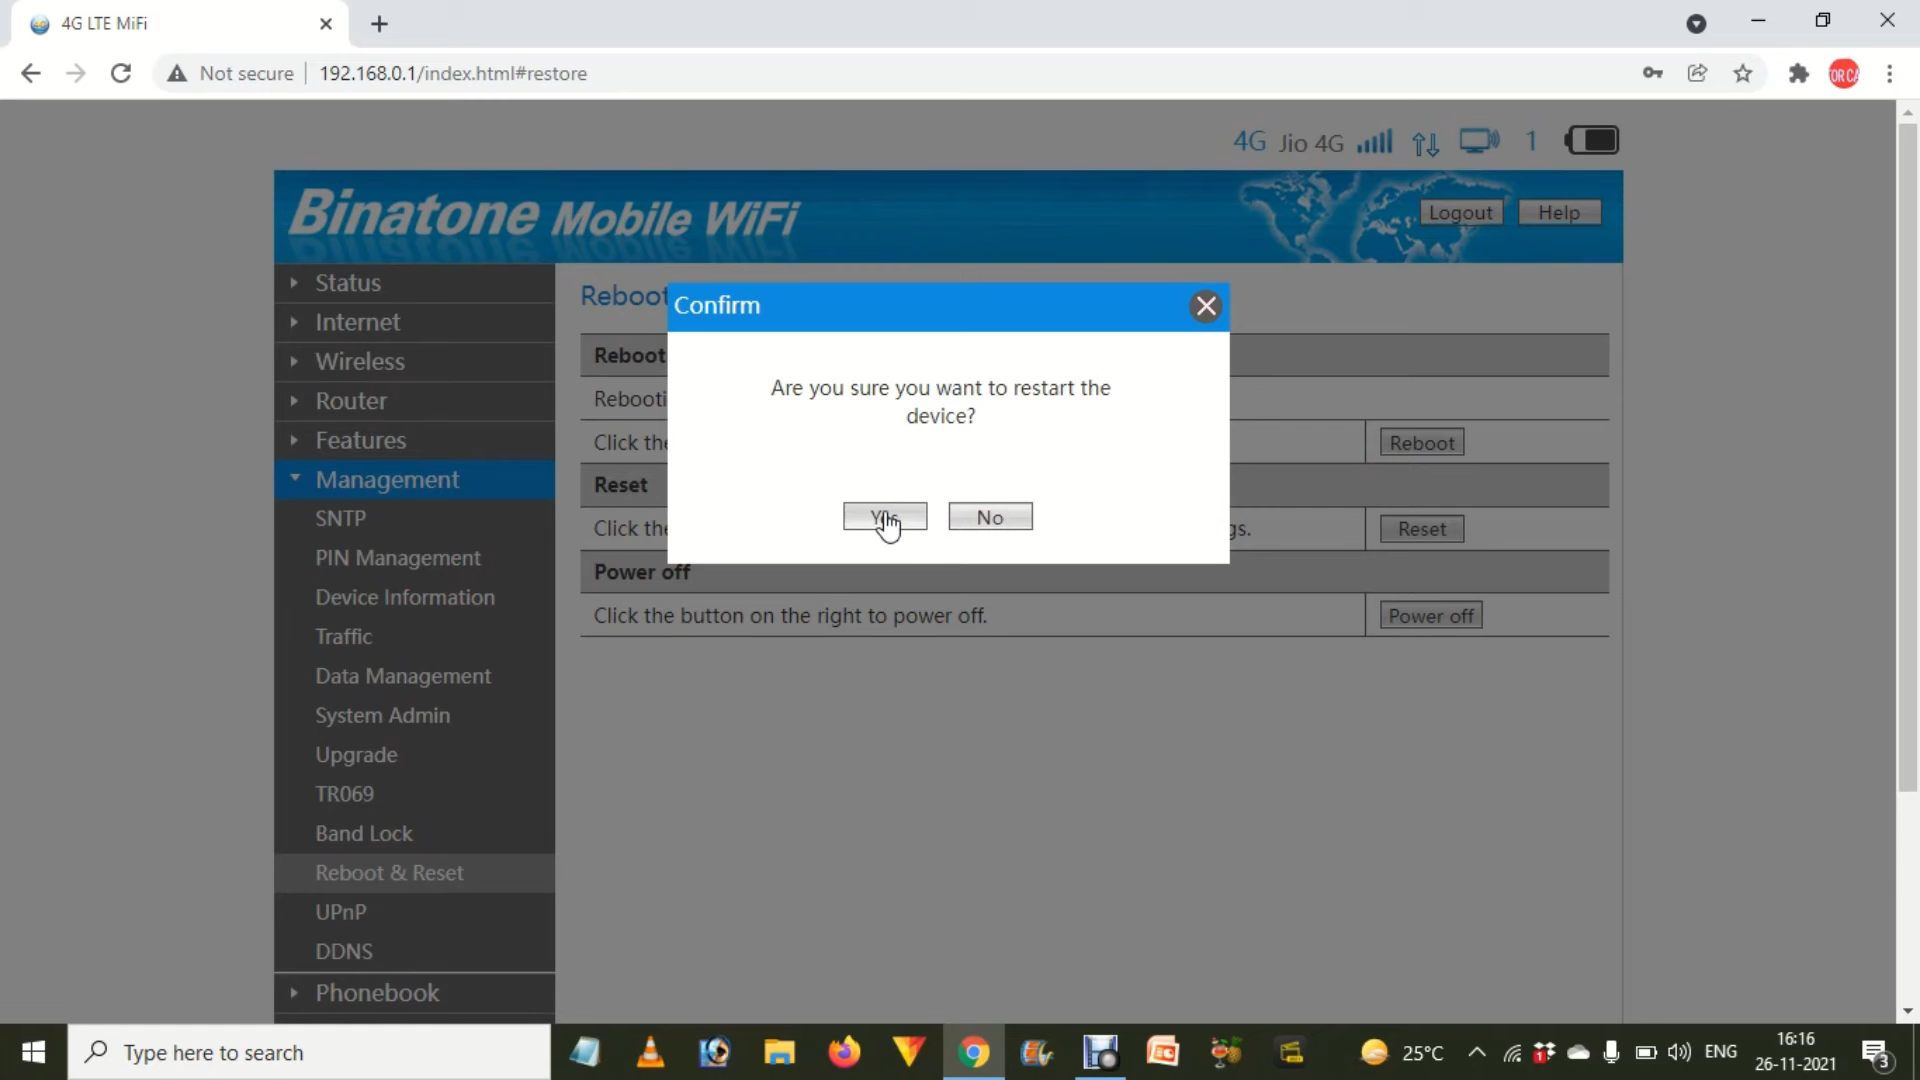 4G LTE MiFi
Not secure 192.168.0.1/index.html#restore
4G Jio 4G 1
Binatone Mobile WiFi
Logout Help
Status
Internet
Wireless
Router
Features
Management
SNTP
PIN Management
Device Information
Traffic
Data Management
System Admin
Upgrade
TR069
Band Lock
Reboot & Reset
UPnP
DDNS
Phonebook
Reboot
Reboot
Rebooti
Click the
Reboot
Reset
Click the
gs.
Reset
Power off
Click the button on the right to power off.
Power off
Confirm
Are you sure you want to restart the
device?
Yes No
Type here to search
25°C
1
ENG
16:16
26-11-2021
3